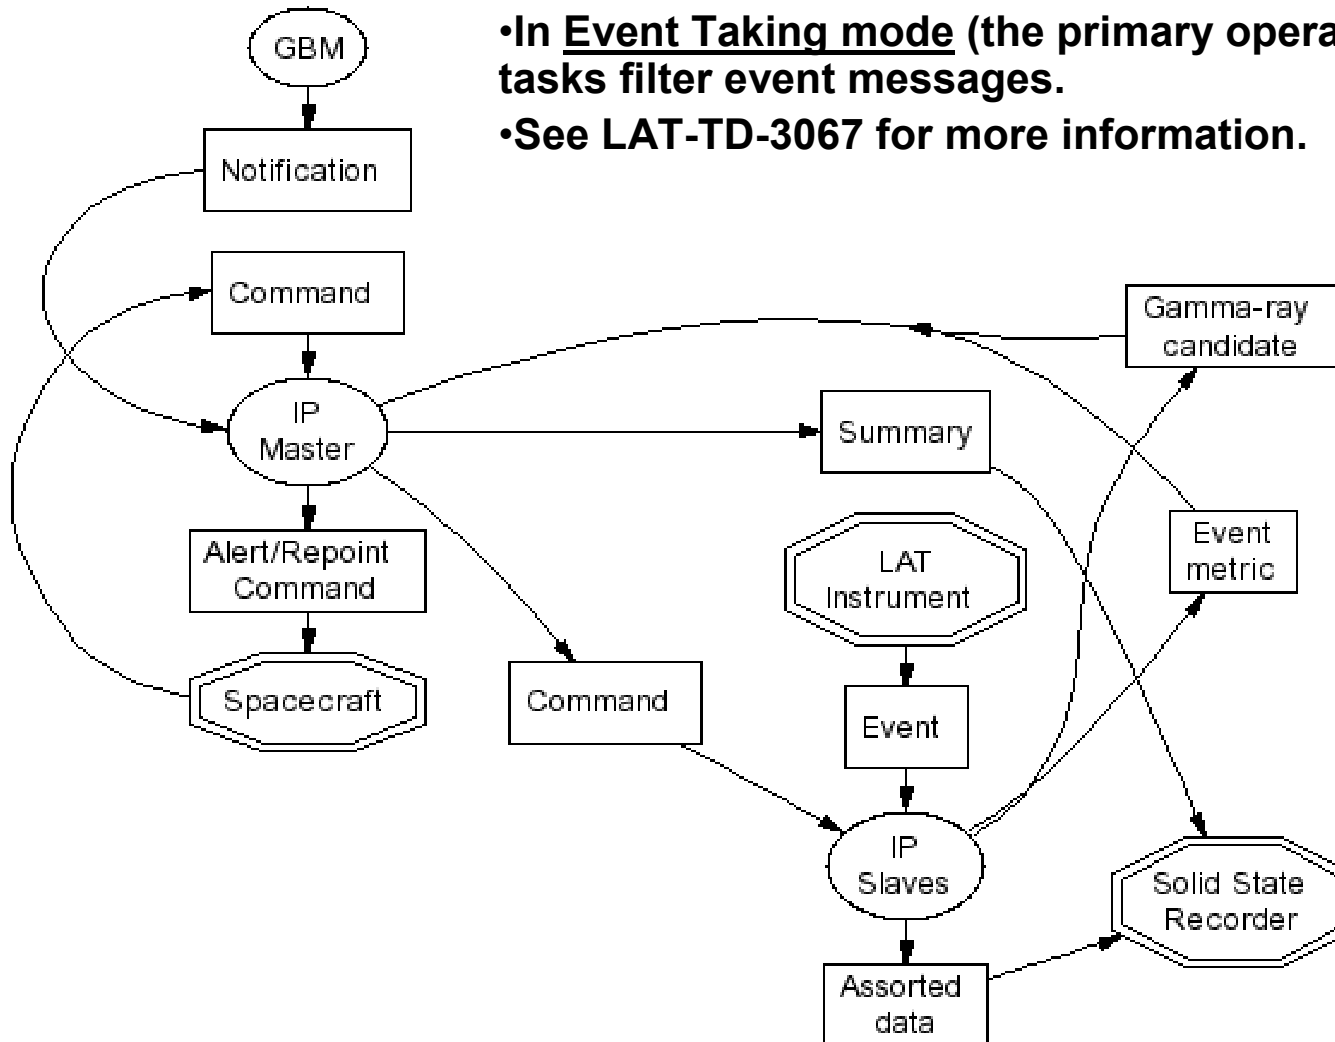 •In Event Taking mode (the primary
tasks filter event messages.
•See LAT-TD-3067 for more information.
GBM
Notification
Command
IP
Master
Alert/Repoint
Command
Spacecraft
Command
Summary
LAT
Instrument
Event
IP
Slaves
Assorted
data
Gamma-ray
candidate
Event
metric
Solid State
Recorder